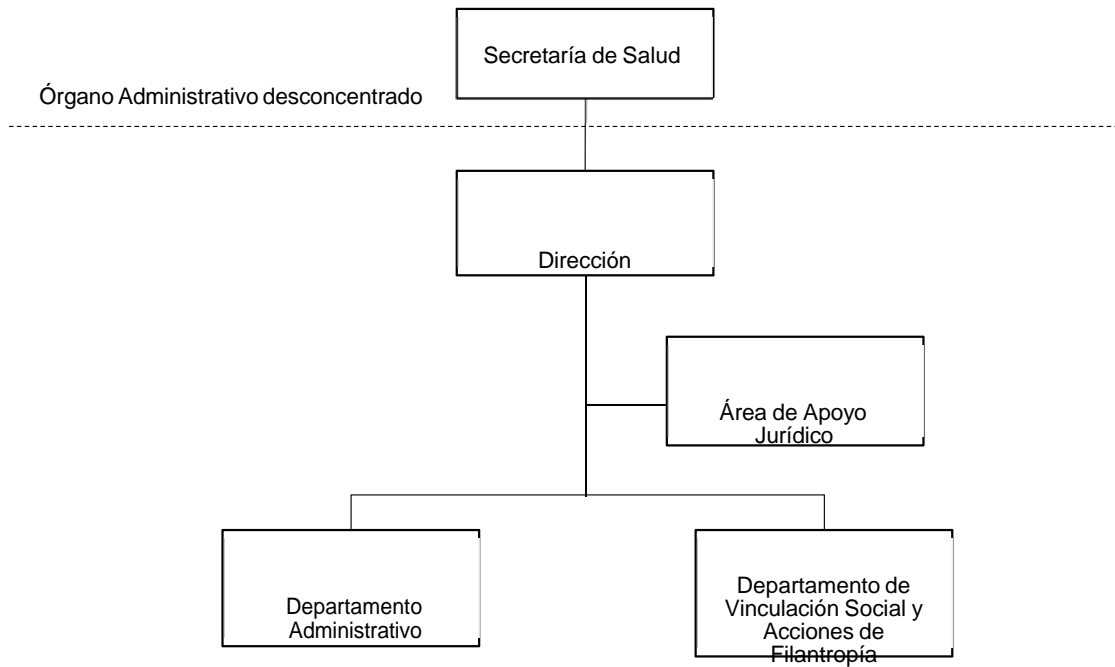 Secretaría de Salud
Órgano Administrativo desconcentrado
Dirección
Área de Apoyo
Jurídico
Departamento
Administrativo
Departamento de
Vinculación Social y
Acciones de
Filantropía